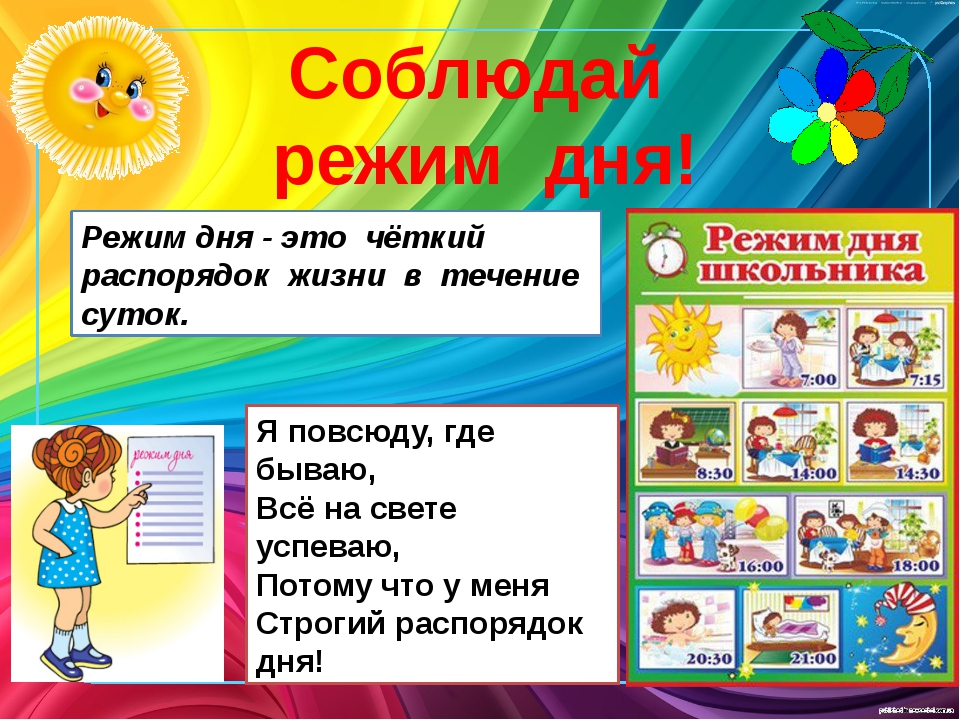 Соблюдай
режим дня!
Режим дня - это чёткий
распорядок жизни в течение
суток.
Режим дня
школьника
7:00
7:15
8:30
14:00
14:30
16:00
18:00
20:30
21:00
режим дня
Я повсюду, где
бываю,
Всё на свете
успеваю,
Потому что у меня
Строгий распорядок
дня!